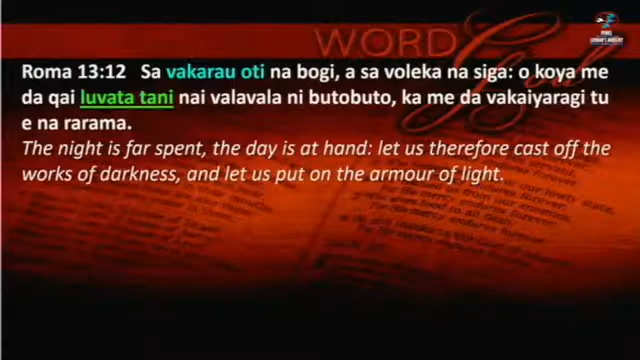 WORD
God
Roma 13:12 Sa vakarau oti na bogi, a sa voleka na siga: o koya me
da qai luvata tani nai valavala ni butobuto, ka me da vakaiyaragi tu
e na rarama.
The night is far spent, the day is at hand: let us therefore cast off the
works of darkness, and let us put on the armour of light.